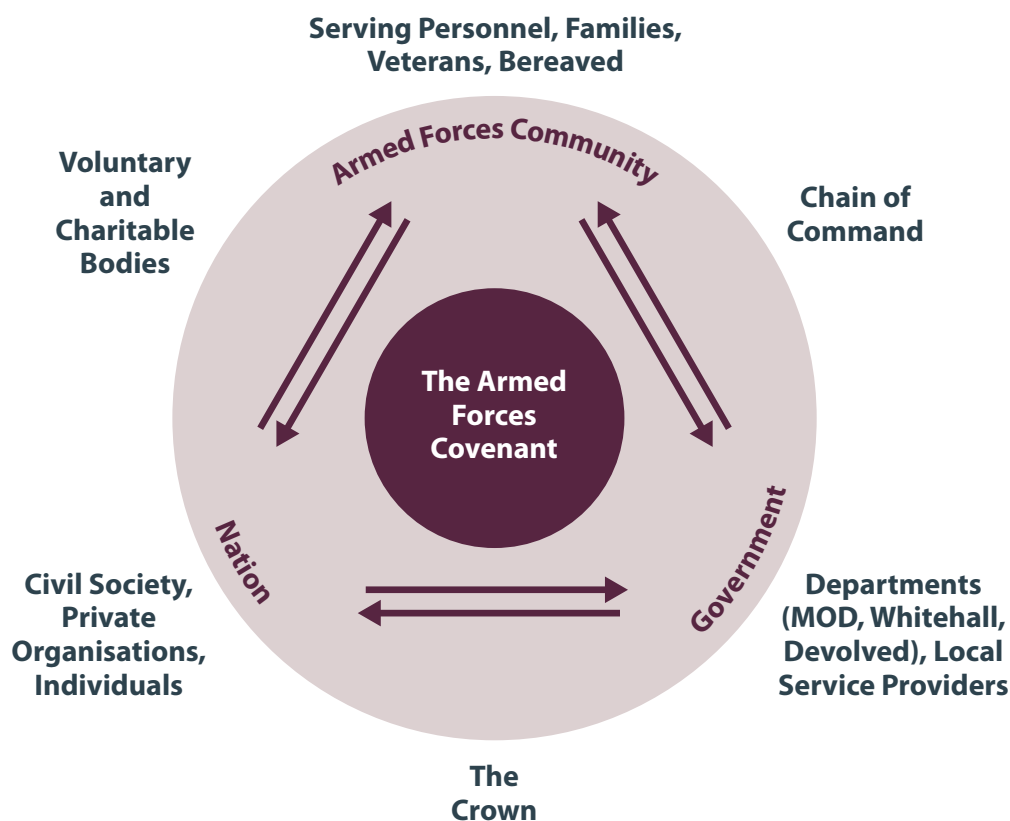 Serving Personnel, Families,
Veterans, Bereaved
Armed Forces Community
Voluntary
and
Charitable
Bodies
Chain of
Command
The Armed
Forces
Covenant
Nation
Government
Civil Society,
Private
Organisations,
Individuals
Departments
(MOD, Whitehall,
Devolved), Local
Service Providers
The
Crown